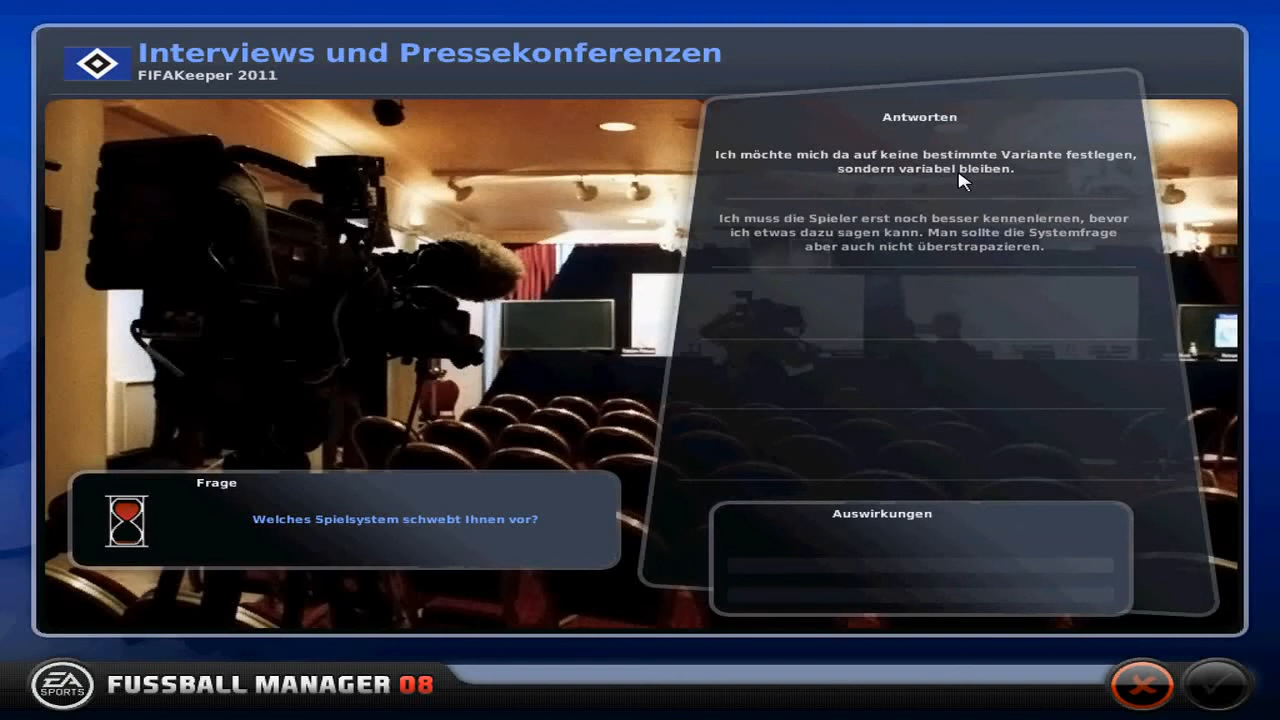 Interviews und Pressekonferenzen
FIFAKeeper 2011
Antworten
Ich möchte mich da auf keine bestimmte Variante festlegen,
sondern variabel bleiben.
Ich muss die Spieler erst noch besser kennenlernen, bevor
ich etwas dazu sagen kann. Man sollte die Systemfrage
aber auch nicht überstrapazieren.
Frage
Welches Spielsystem schwebt Ihnen vor?
Auswirkungen
EA
SPORTS
FUSSBALL MANAGER 08